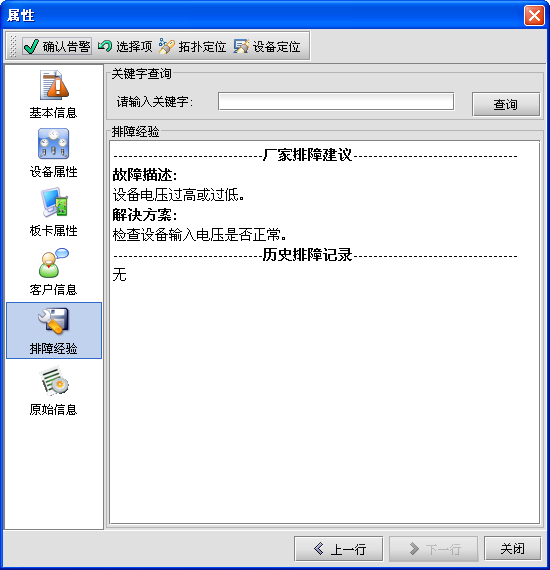 属性
确认告警 选择项 拓扑定位 设备定位
基本信息
设备属性
板卡属性
客户信息
排障经验
原始信息
关键字查询
请输入关键字: 查询
排障经验
------------------------------厂家排障建议---------------------------------
故障描述:
设备电压过高或过低。
解决方案:
检查设备输入电压是否正常。
------------------------------历史排障记录---------------------------------
无
上一行 下一行 关闭